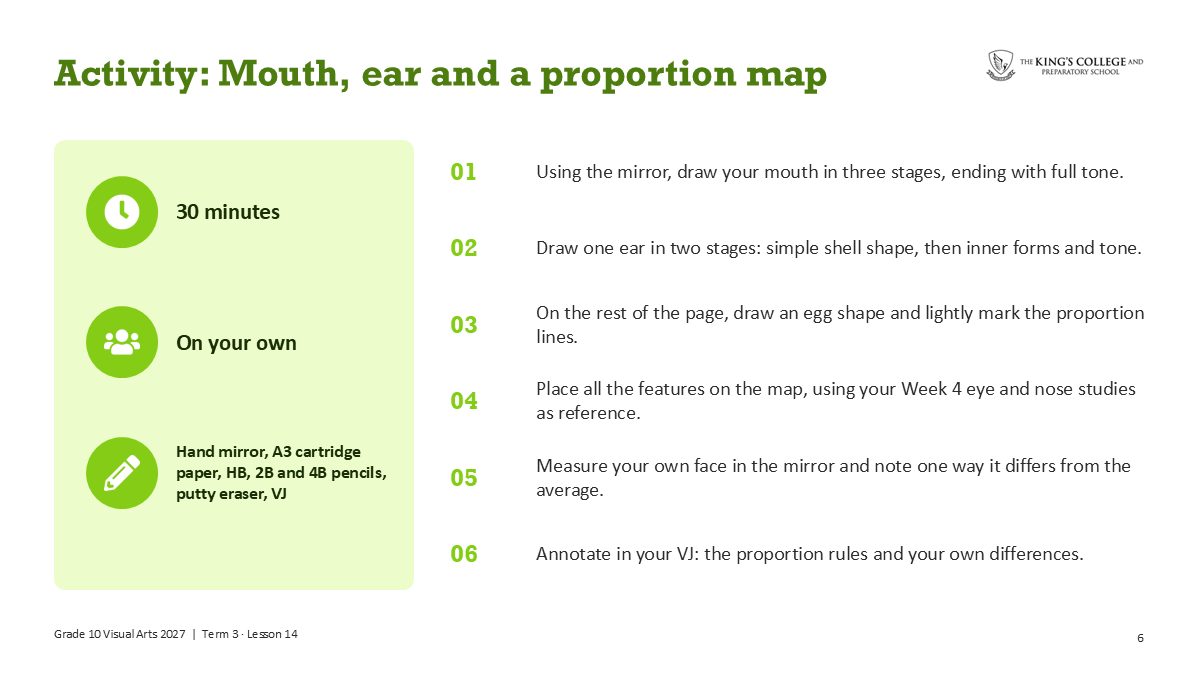 Activity: Mouth, ear and a proportion map
THE KING'S COLLEGE AND
PREPARATORY SCHOOL
30 minutes
On your own
Hand mirror, A3 cartridge
paper, HB, 2B and 4B pencils,
putty eraser, VJ
01
Using the mirror, draw your mouth in three stages, ending with full tone.
02
Draw one ear in two stages: simple shell shape, then inner forms and tone.
03
On the rest of the page, draw an egg shape and lightly mark the proportion
lines.
04
Place all the features on the map, using your Week 4 eye and nose studies
as reference.
05
Measure your own face in the mirror and note one way it differs from the
average.
06
Annotate in your VJ: the proportion rules and your own differences.
Grade 10 Visual Arts 2027 | Term 3 · Lesson 14
6